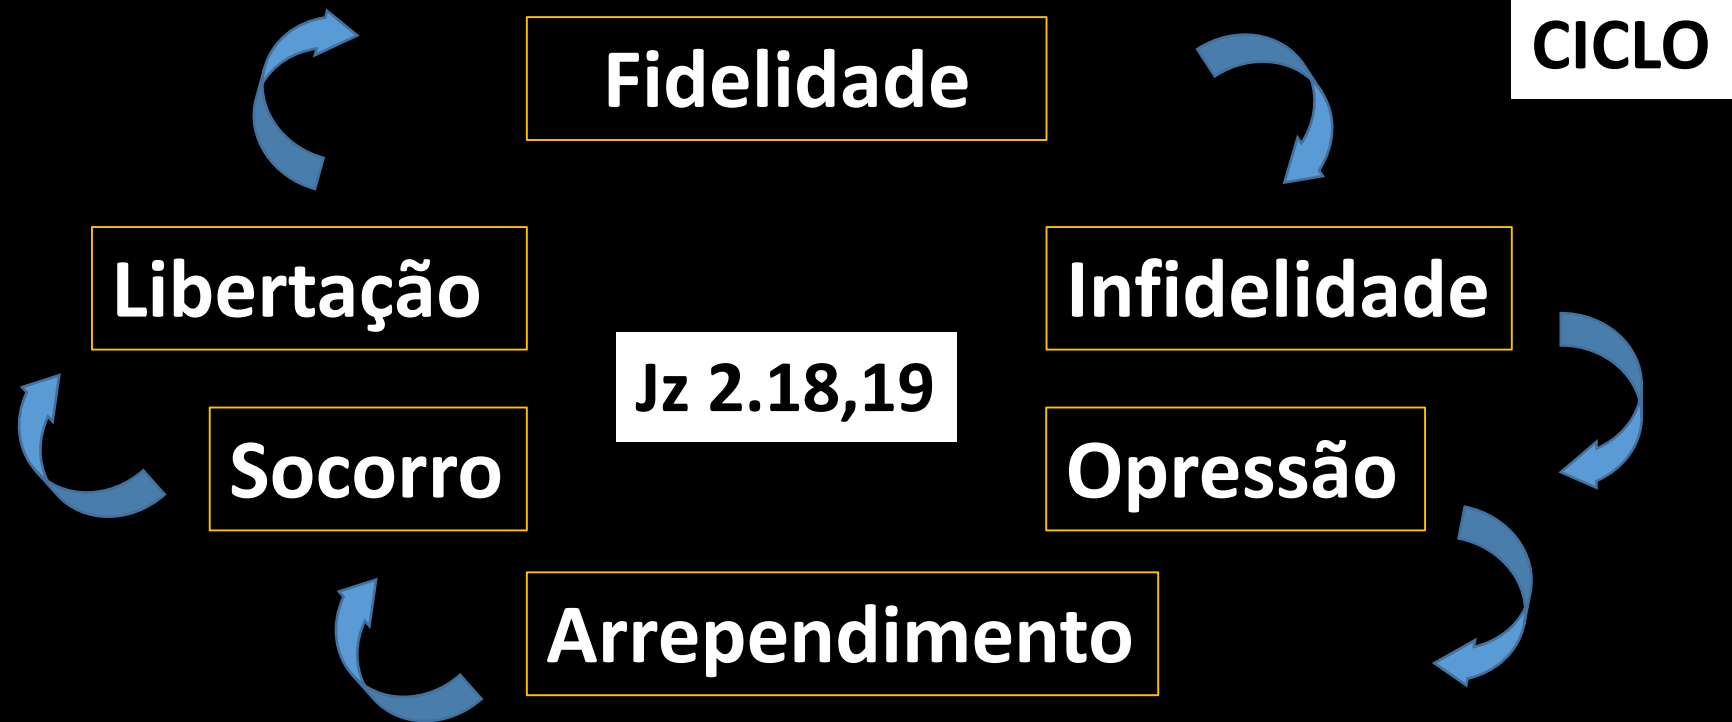 CICLO
Fidelidade
Libertação
Infidelidade
Jz 2.18,19
Socorro
Opressão
Arrependimento